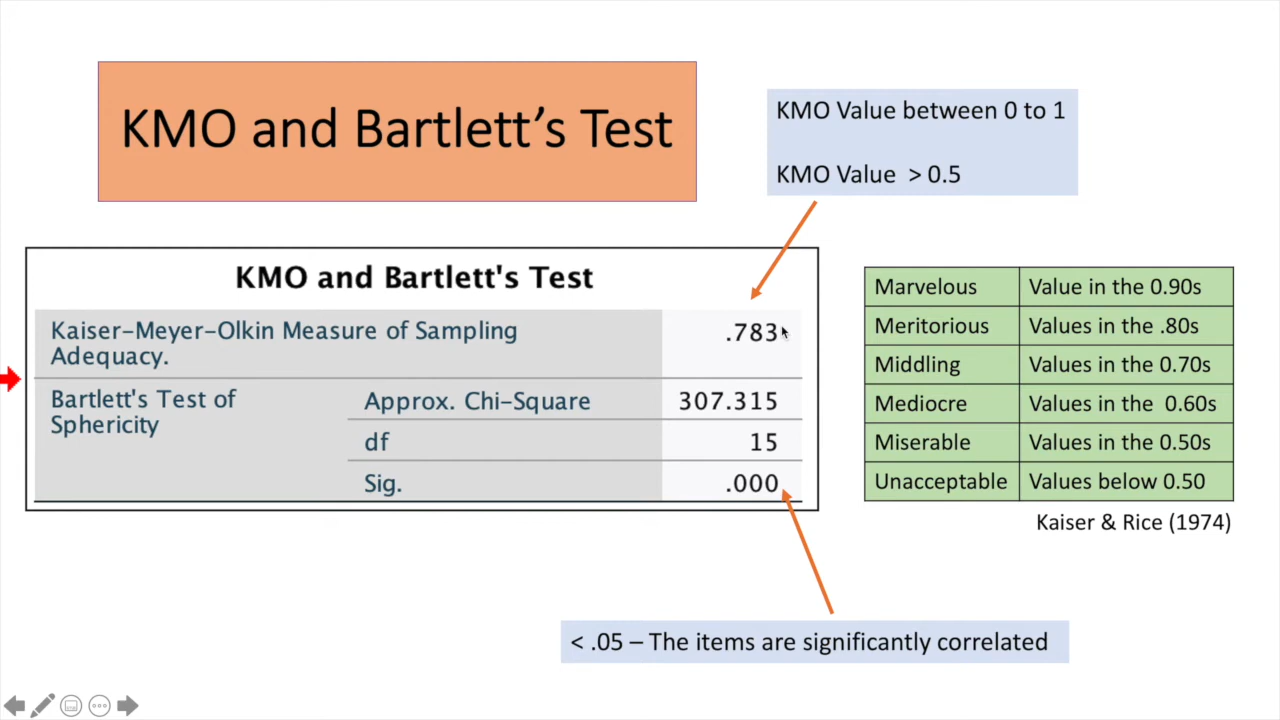 KMO and Bartlett’s Test
KMO Value between 0 to 1
KMO Value > 0.5
KMO and Bartlett's Test
Kaiser-Meyer-Olkin Measure of Sampling
Adequacy.
.783
Bartlett's Test of
Sphericity
Approx. Chi-Square 307.315
df 15
Sig. .000
Marvelous Value in the 0.90s
Meritorious Values in the .80s
Middling Values in the 0.70s
Mediocre Values in the 0.60s
Miserable Values in the 0.50s
Unacceptable Values below 0.50
Kaiser & Rice (1974)
< .05 – The items are significantly correlated